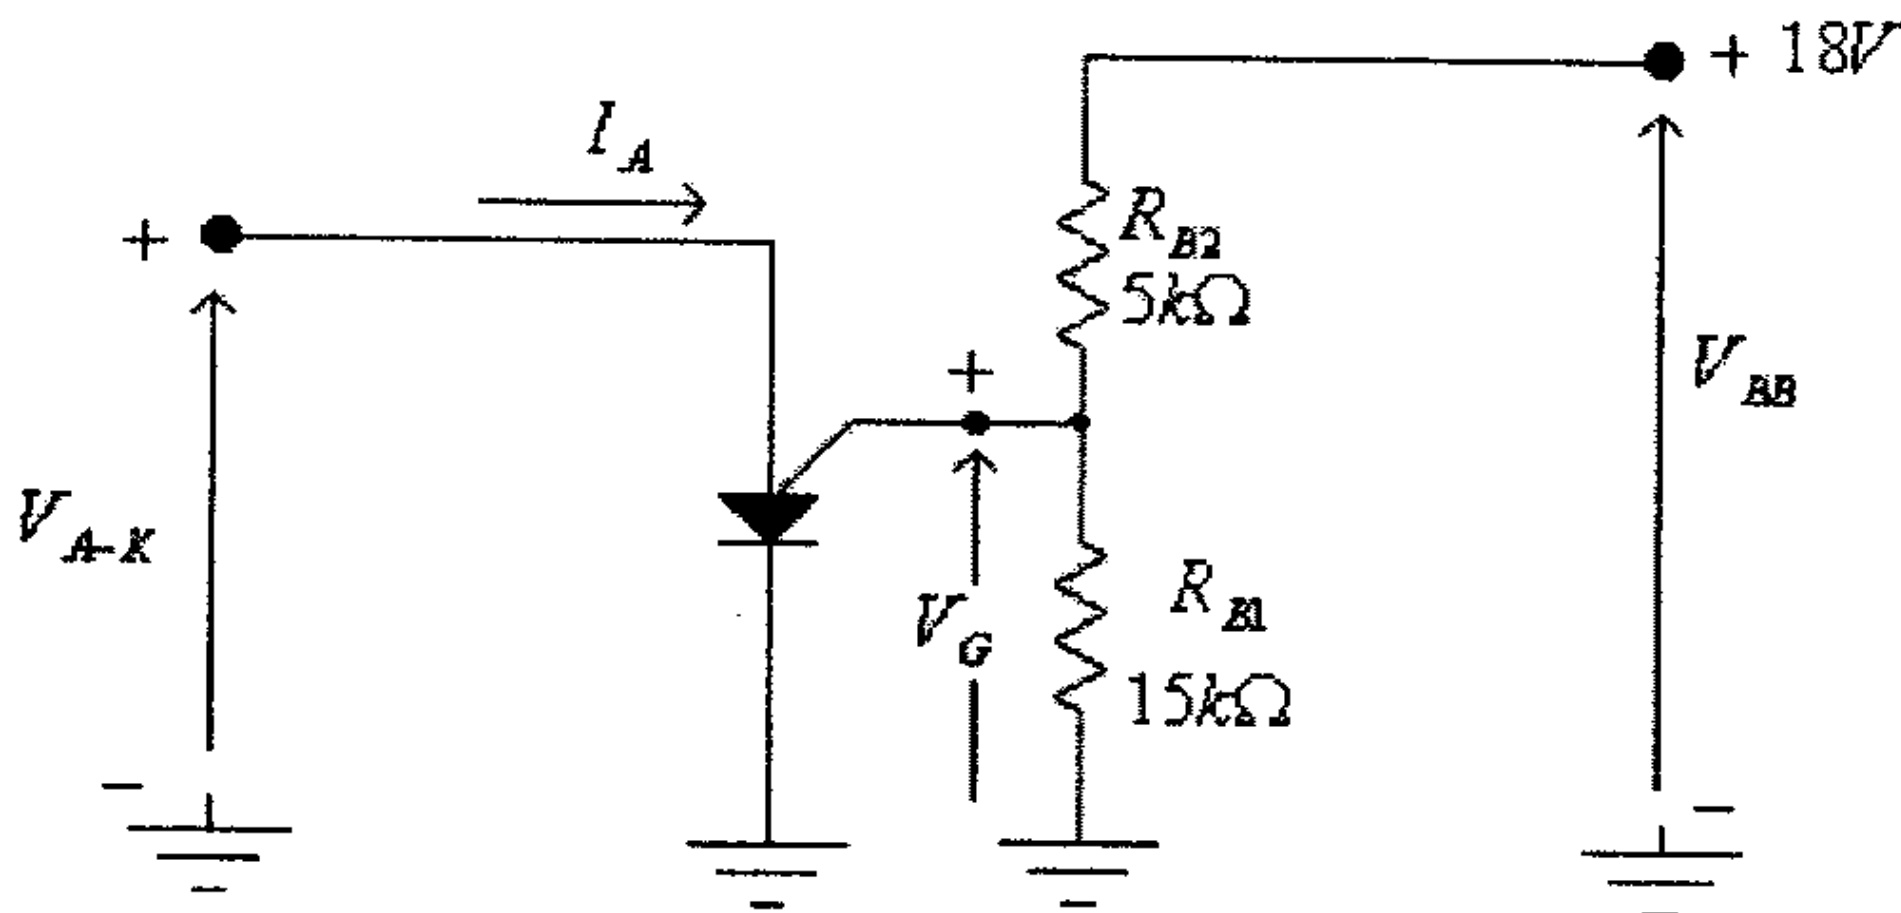 + 18V
I_A
+
R_B2
5kΩ
+
V_BB
V_A-K
V_G
R_B1
15kΩ
-
-